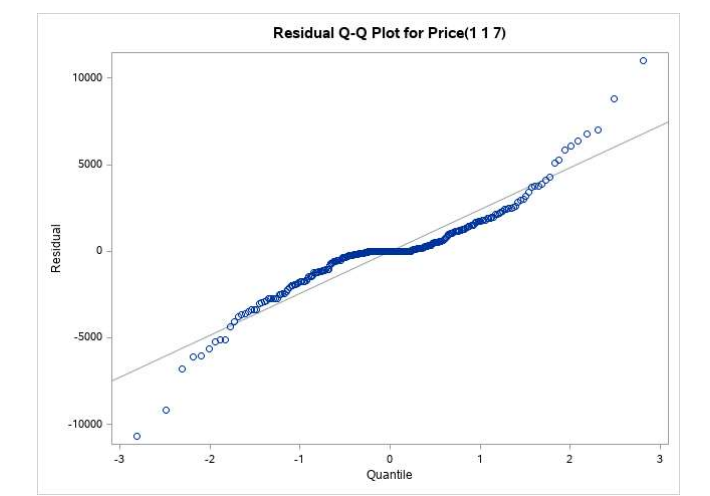 Residual Q-Q Plot for Price(1 1 7)
10000
5000
0
-5000
-10000
Residual
-3 -2 -1 0 1 2 3
Quantile